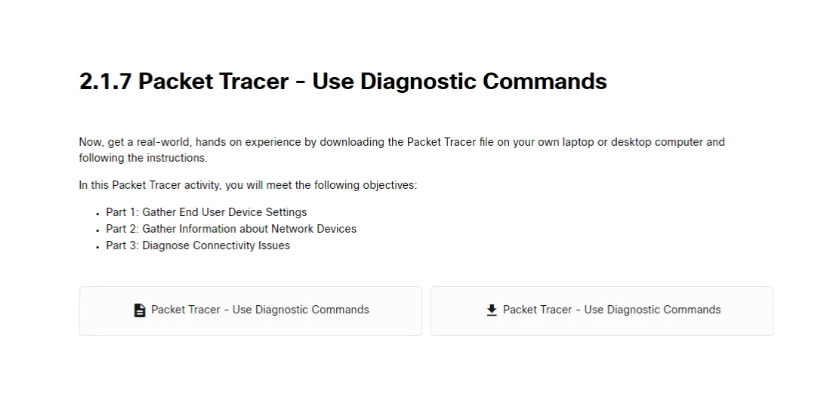 2.1.7 Packet Tracer - Use Diagnostic Commands
Now, get a real-world, hands on experience by downloading the Packet Tracer file on your own laptop or desktop computer and
following the instructions.
In this Packet Tracer activity, you will meet the following objectives:
• Part 1: Gather End User Device Settings
• Part 2: Gather Information about Network Devices
• Part 3: Diagnose Connectivity Issues
Packet Tracer - Use Diagnostic Commands
Packet Tracer - Use Diagnostic Commands